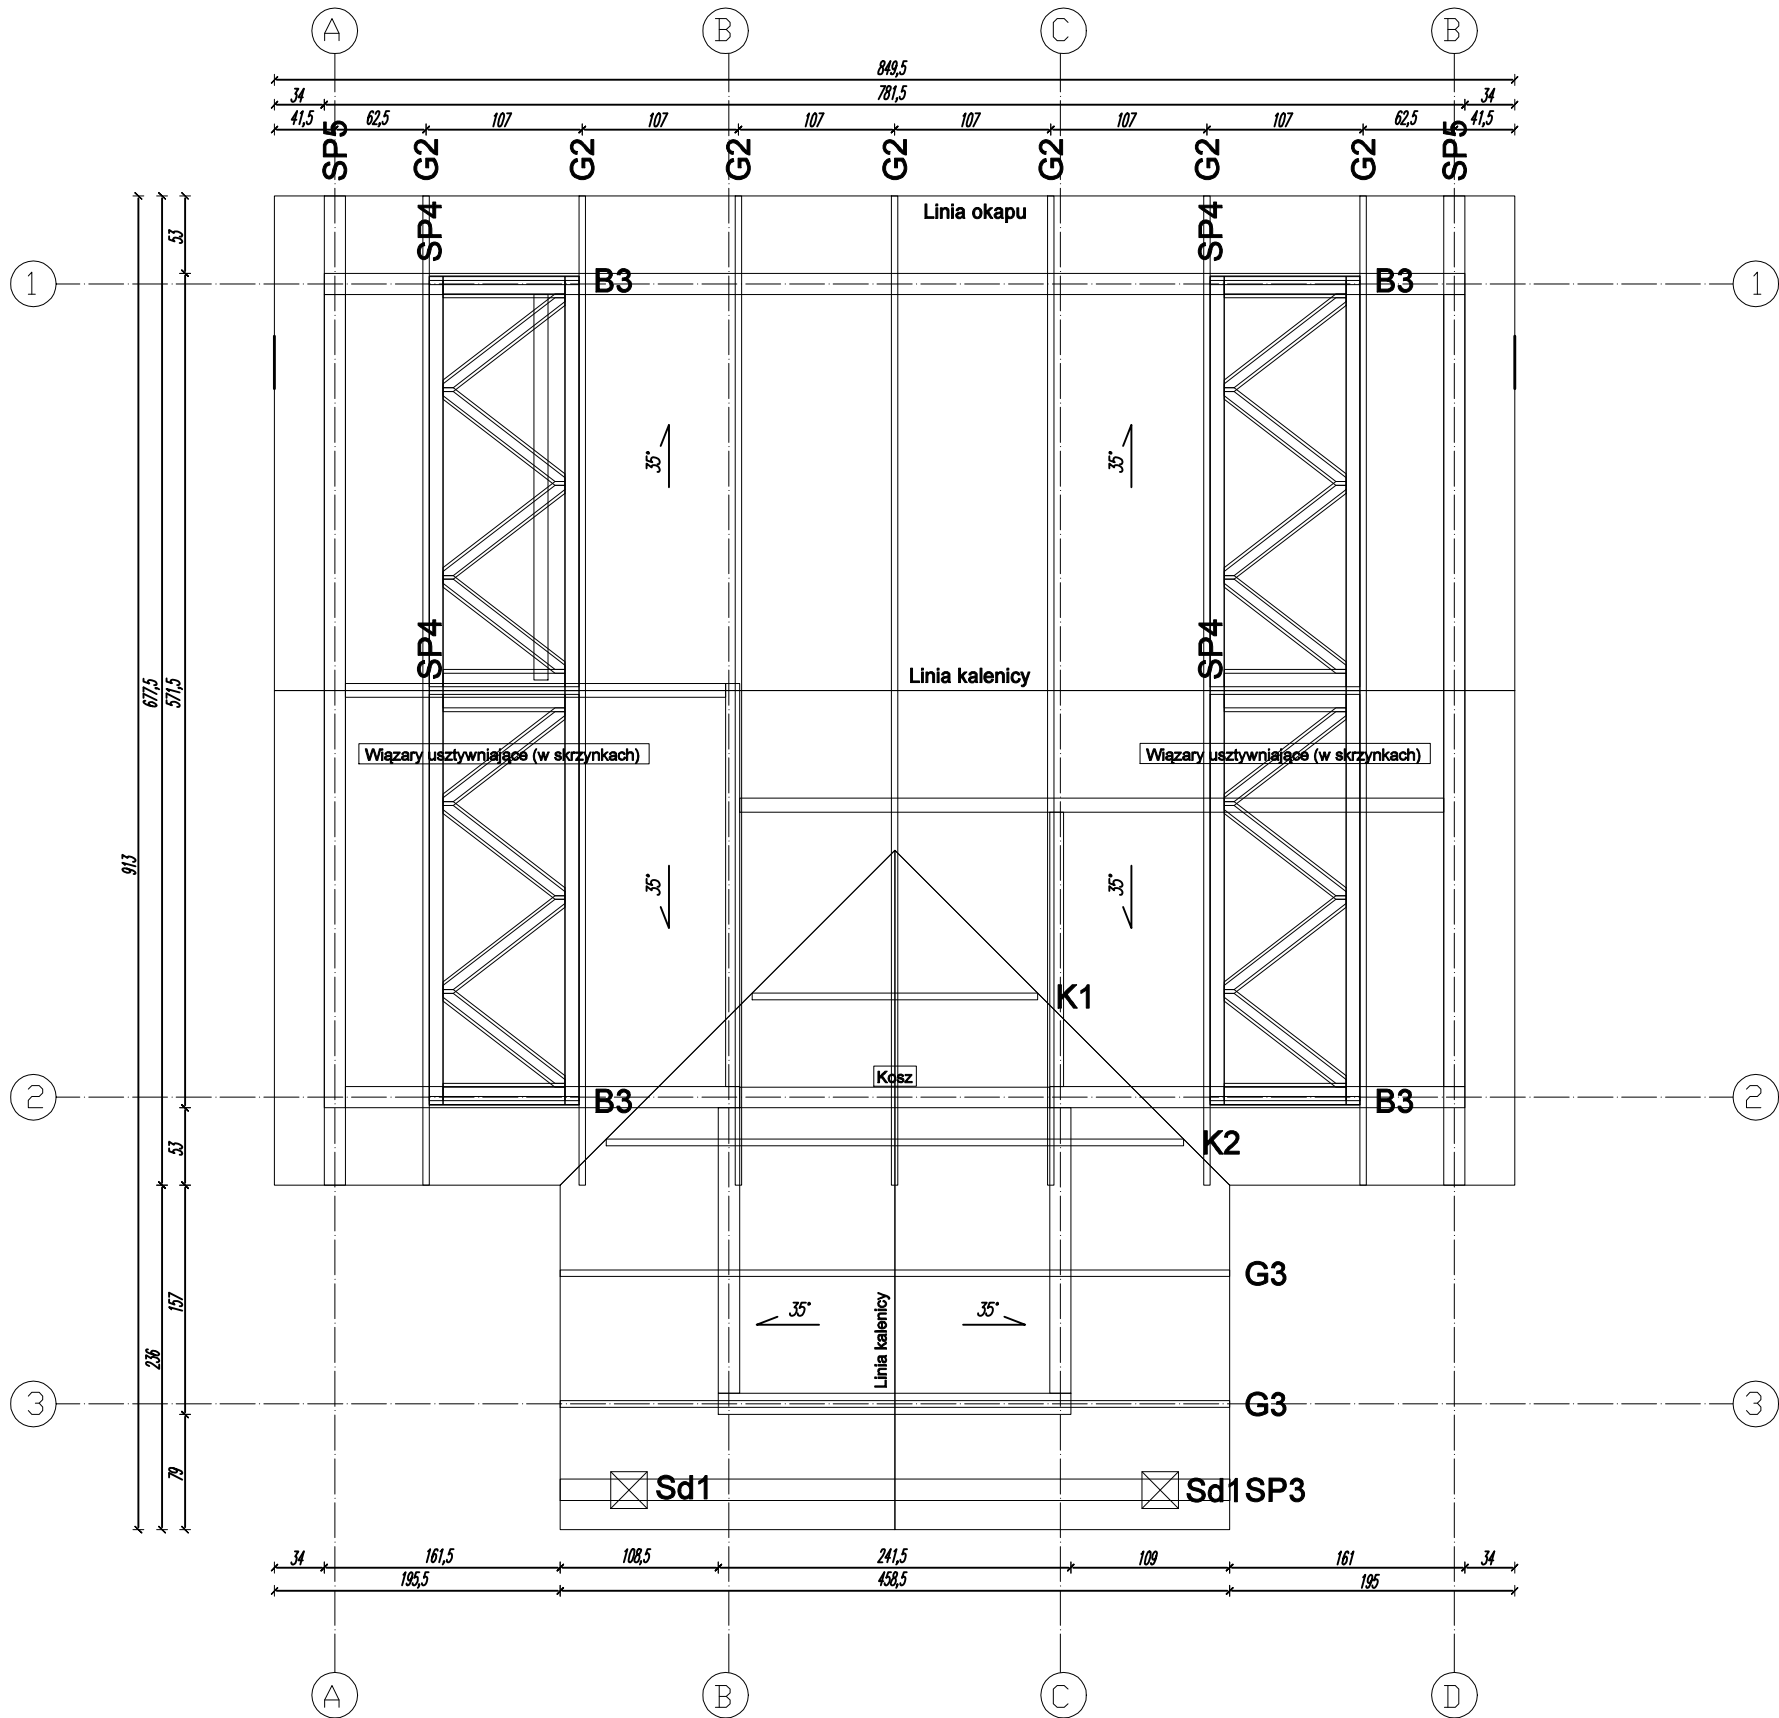 A B C B
849,5
34 781,5 34
41,5 62,5 107 107 107 107 107 107 62,5 41,5
SP5 G2 G2 G2 G2 G2 G2 G2 SP5
SP4 SP4
Linia okapu
53
1 B3 B3 1
35° 35°
SP4 SP4
Linia kalenicy
677,5 571,5
Wiązary usztywniające (w skrzynkach) Wiązary usztywniające (w skrzynkach)
913
35° 35°
K1
Kosz
2 B3 B3 2
53 K2
G3
157
35° 35°
236
Linia kalenicy
3 G3 3
79
Sd1 Sd1 SP3
34 161,5 108,5 241,5 109 161 34
195,5 458,5 195
A B C D